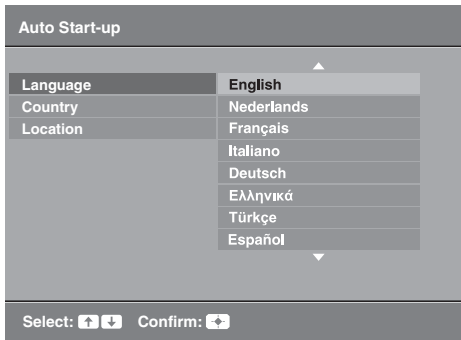 Auto Start-up
Language
English
Country
Nederlands
Location
Français
Italiano
Deutsch
Ελληνικά
Türkçe
Español
Select: Confirm: